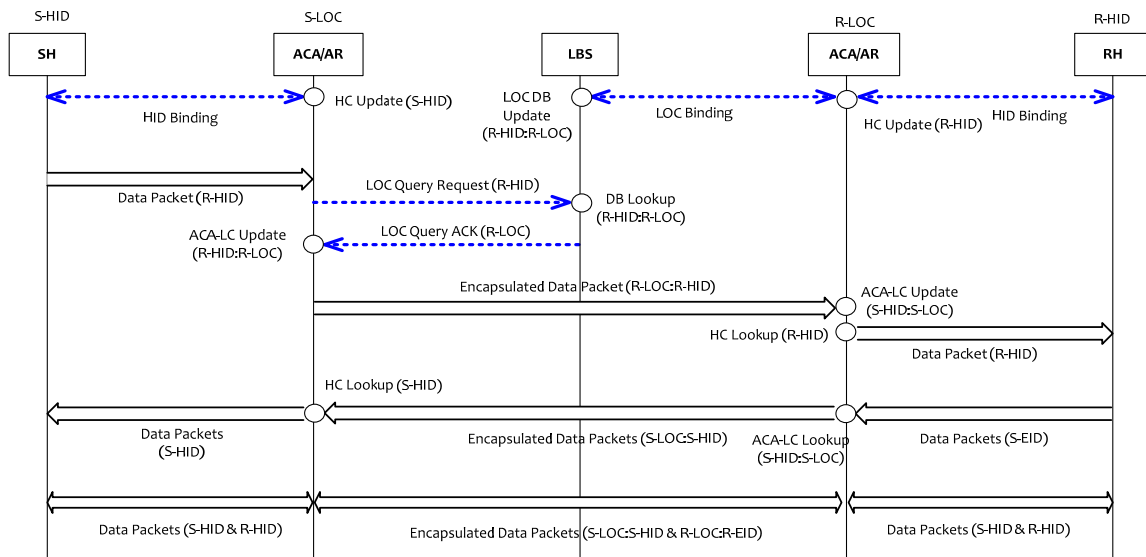 S-HID
S-LOC
R-LOC
R-HID
SH
ACA/AR
LBS
ACA/AR
RH
HID Binding
HC Update (S-HID)
LOC DB
Update
(R-HID:R-LOC)
LOC Binding
HC Update (R-HID)
HID Binding
Data Packet (R-HID)
LOC Query Request (R-HID)
DB Lookup
(R-HID:R-LOC)
ACA-LC Update
(R-HID:R-LOC)
LOC Query ACK (R-LOC)
Encapsulated Data Packet (R-LOC:R-HID)
ACA-LC Update
(S-HID:S-LOC)
HC Lookup (R-HID)
Data Packet (R-HID)
HC Lookup (S-HID)
Data Packets
(S-HID)
Encapsulated Data Packets (S-LOC:S-HID)
ACA-LC Lookup
(S-HID:S-LOC)
Data Packets (S-EID)
Data Packets (S-HID & R-HID)
Encapsulated Data Packets (S-LOC:S-HID & R-LOC:R-EID)
Data Packets (S-HID & R-HID)